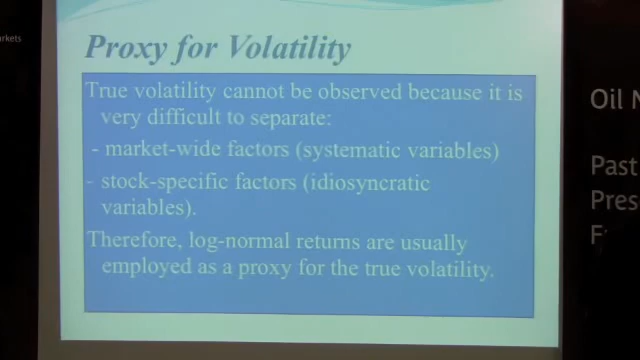 rkets
Proxy for Volatility
True volatility cannot be observed because it is
very difficult to separate:
- market-wide factors (systematic variables)
- stock-specific factors (idiosyncratic
variables).
Therefore, log-normal returns are usually
employed as a proxy for the true volatility.
Oil
Past
Pres